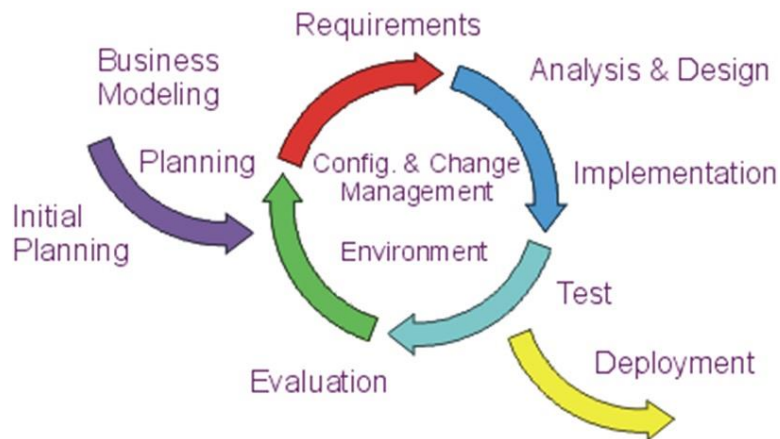 Requirements
Business
Modeling
Analysis & Design
Planning
Config. & Change
Management
Implementation
Initial
Planning
Environment
Test
Deployment
Evaluation